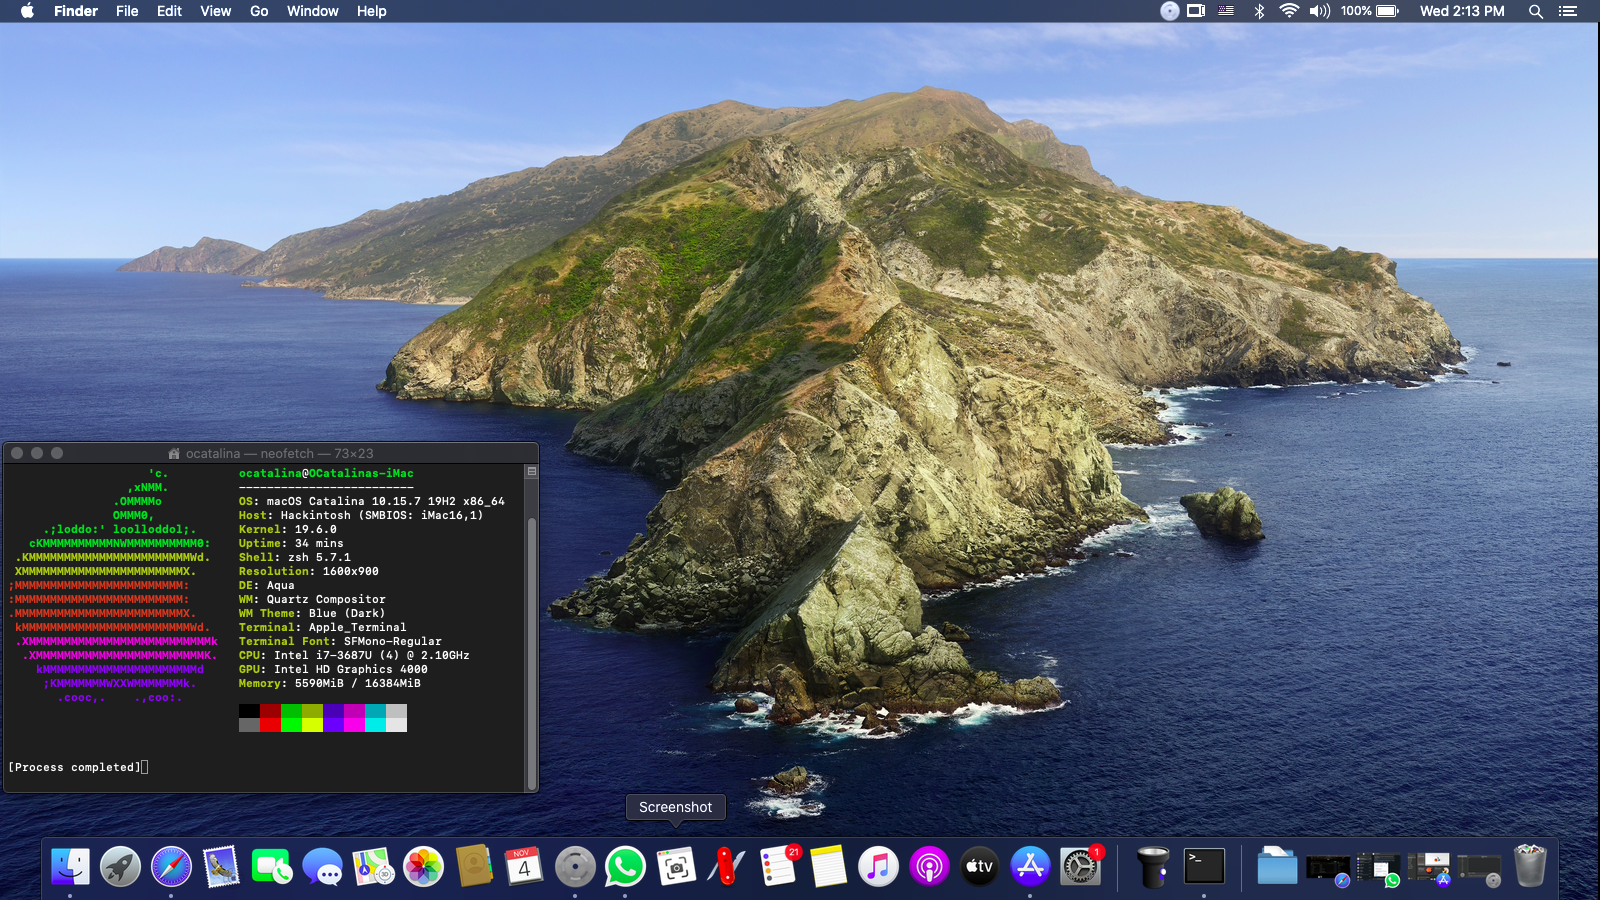 Finder File Edit View Go Window Help 100% Wed 2:13 PM
ocatalina — neofetch — 73×23
'c. ocatalina@OCatalinas-iMac
,xNMM. -------------------------
.OMMMMo OS: macOS Catalina 10.15.7 19H2 x86_64
OMMM0, Host: Hackintosh (SMBIOS: iMac16,1)
.;loddo:' loolloddol;. Kernel: 19.6.0
cKMMMMMMMMMMNWMMMMMMMMMM0: Uptime: 34 mins
.KMMMMMMMMMMMMMMMMMMMMMMMWd. Shell: zsh 5.7.1
XMMMMMMMMMMMMMMMMMMMMMMMX. Resolution: 1600x900
;MMMMMMMMMMMMMMMMMMMMMMMM: DE: Aqua
:MMMMMMMMMMMMMMMMMMMMMMMM: WM: Quartz Compositor
.MMMMMMMMMMMMMMMMMMMMMMMMX. WM Theme: Blue (Dark)
kMMMMMMMMMMMMMMMMMMMMMMMMWd. Terminal: Apple_Terminal
.XMMMMMMMMMMMMMMMMMMMMMMMMMMk Terminal Font: SFMono-Regular
.XMMMMMMMMMMMMMMMMMMMMMMMMK. CPU: Intel i7-3687U (4) @ 2.10GHz
kMMMMMMMMMMMMMMMMMMMMMMd GPU: Intel HD Graphics 4000
;KMMMMMMMWXXWMMMMMMMk. Memory: 5590MiB / 16384MiB
.cooc,. .,coo:.
[Process completed]
Screenshot
NOV
4
3D
21
tv
1
>_